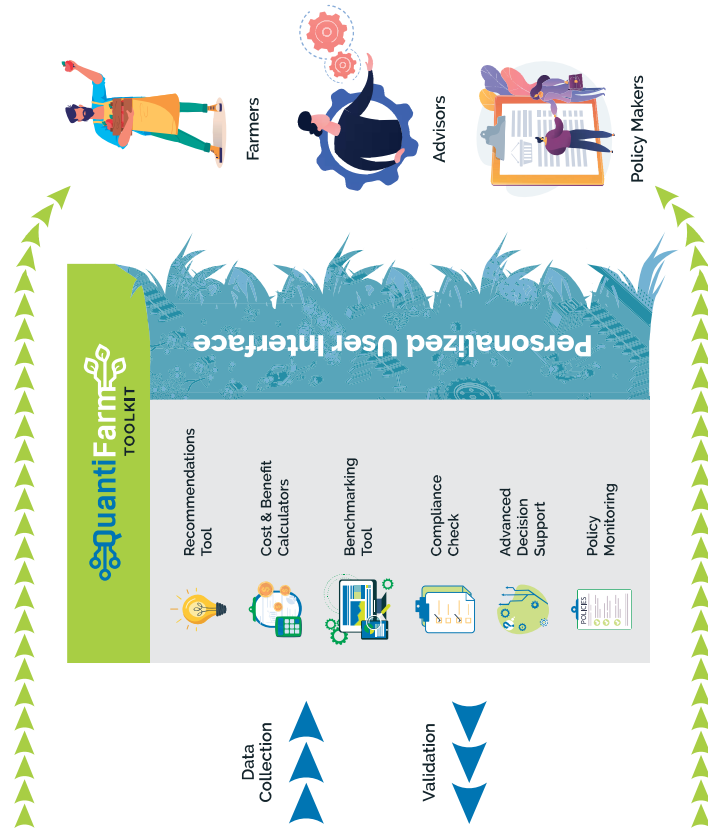 QuantiFarm
TOOLKIT
Data
Collection
Validation
Recommendations
Tool
Cost & Benefit
Calculators
Benchmarking
Tool
Compliance
Check
Advanced
Decision
Support
POLICIES
Policy
Monitoring
Personalized User Interface
Farmers
Advisors
Policy Makers